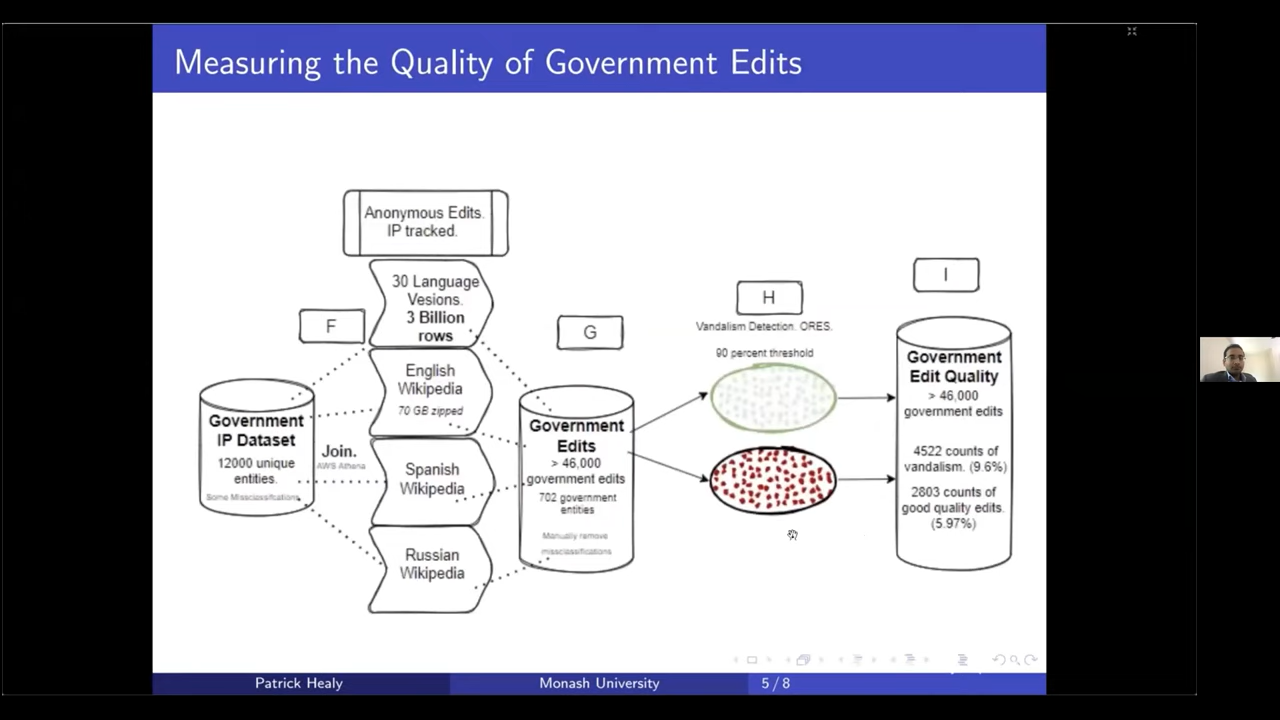 Measuring the Quality of Government Edits
Anonymous Edits.
IP tracked.
30 Language
Vesions.
3 Billion
rows
F
English
Wikipedia
70 GB zipped
Spanish
Wikipedia
Russian
Wikipedia
Government
IP Dataset
12000 unique
entities.
Some Missclasifications
Join.
AWS Athena
G
Government
Edits
> 46,000
government edits
702 government
entities
Manually remove
missclassifications
H
Vandalism Detection. ORES.
90 percent threshold
I
Government
Edit Quality
> 46,000
government edits
4522 counts of
vandalism. (9.6%)
2803 counts of
good quality edits.
(5.97%)
Patrick Healy
Monash University
5 / 8